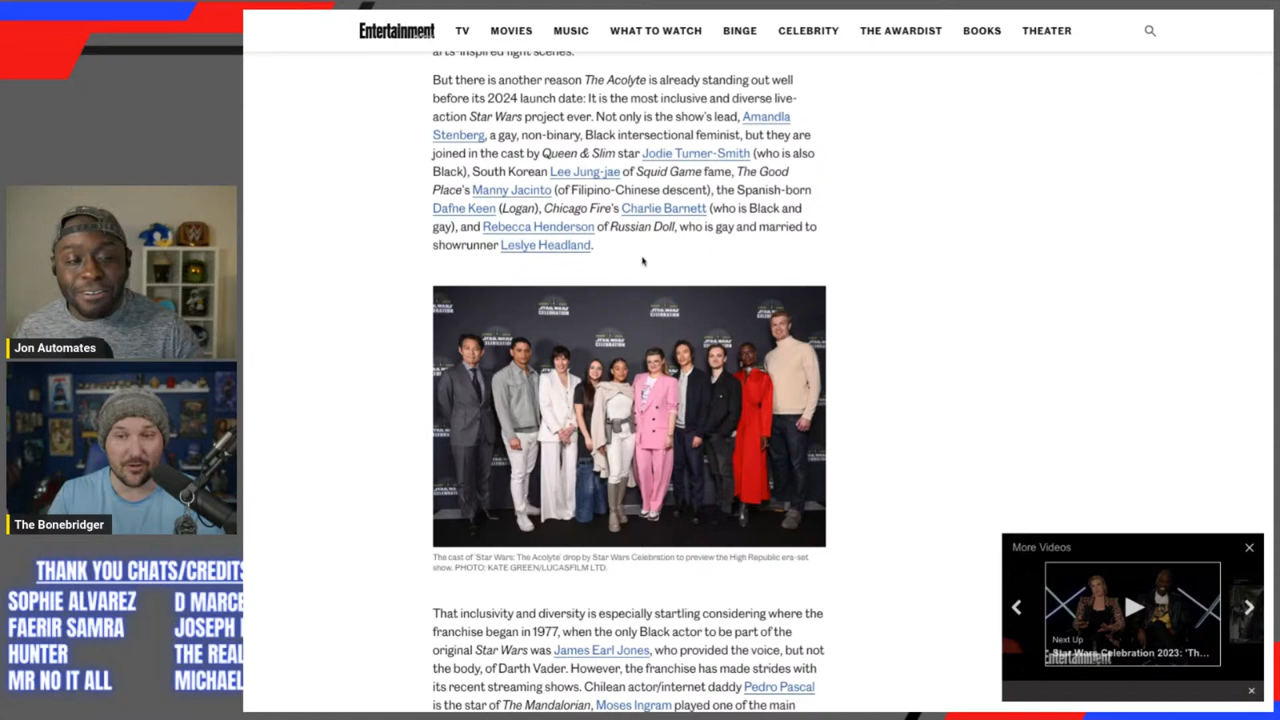 Entertainment
TV
MOVIES
MUSIC
WHAT TO WATCH
BINGE
CELEBRITY
THE AWARDIST
BOOKS
THEATER
arts-inspired fight scenes.
But there is another reason The Acolyte is already standing out well
before its 2024 launch date: It is the most inclusive and diverse live-
action Star Wars project ever. Not only is the show's lead, Amandla
Stenberg, a gay, non-binary, Black intersectional feminist, but they are
joined in the cast by Queen & Slim star Jodie Turner-Smith (who is also
Black), South Korean Lee Jung-jae of Squid Game fame, The Good
Place's Manny Jacinto (of Filipino-Chinese descent), the Spanish-born
Dafne Keen (Logan), Chicago Fire's Charlie Barnett (who is Black and
gay), and Rebecca Henderson of Russian Doll, who is gay and married to
showrunner Leslye Headland.
STAR WARS
CELEBRATION
The cast of 'Star Wars: The Acolyte' drop by Star Wars Celebration to preview the High Republic era-set
show. PHOTO: KATE GREEN/LUCASFILM LTD.
That inclusivity and diversity is especially startling considering where the
franchise began in 1977, when the only Black actor to be part of the
original Star Wars was James Earl Jones, who provided the voice, but not
the body, of Darth Vader. However, the franchise has made strides with
its recent streaming shows. Chilean actor/internet daddy Pedro Pascal
is the star of The Mandalorian, Moses Ingram played one of the main
Jon Automates
The Bonebridger
THANK YOU CHATS/CREDITS
SOPHIE ALVAREZ
FAERIR SAMRA
HUNTER
MR NO IT ALL
D MARCE
JOSEPH
THE REAL
MICHAEL
More Videos
Next Up
Star Wars Celebration 2023: 'Th...
Entertainment